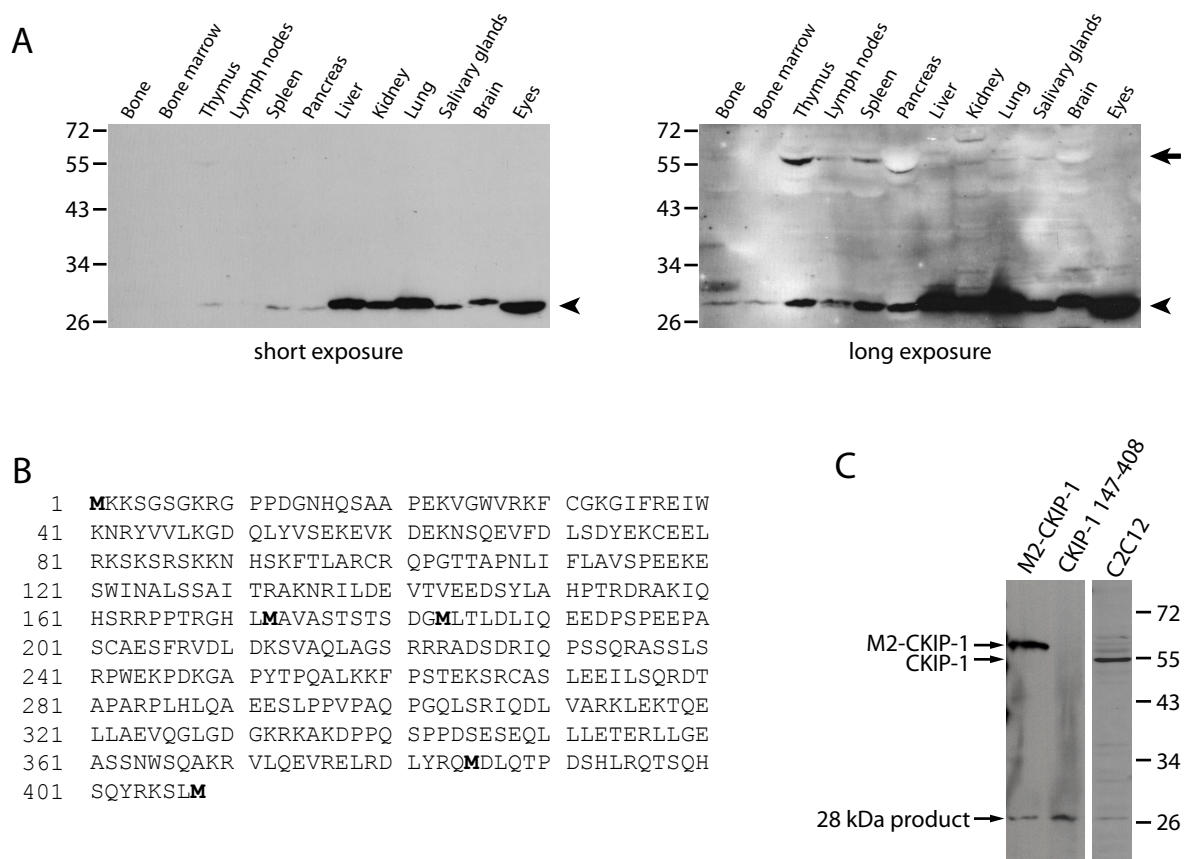 A
Bone
Bone marrow
Thymus
Lymph nodes
Spleen
Pancreas
Liver
Kidney
Lung
Salivary glands
Brain
Eyes
72
55
43
34
26
short exposure
Bone
Bone marrow
Thymus
Lymph nodes
Spleen
Pancreas
Liver
Kidney
Lung
Salivary glands
Brain
Eyes
72
55
43
34
26
long exposure
B
1 MKKSGSGKRG PPDGNHQSAA PEKVGWVRKF CGKGIFREIW
41 KNRYVVLKGD QLYVSEKEVK DEKNSQEVFD LSDYEKCEEL
81 RKSKSRSKKN HSKFTLARCR QPGTTAPNLI FLAVSPEEKE
121 SWINALSSAI TRAKNRILDE VTVEEDSYLAH PTRDRAKIQ
161 HSRRPPTRGH LMAVASTSTS DGMLTLDLIQ EEDPSPEEPA
201 SCAESFRVDL DKSVAQLAGS RRRADSDRIQ PSSQRASSLS
241 RPWEKPDKGA PYTPQALKKF PSTEKSRCAS LEEILSQRDT
281 APARPLHLQA EESLPPVPAQ PGQLSRIQDL VARKLEKTQE
321 LLAEVQGLGD GKRKAKDPPQ SPPDSESEQL LLETERLLGE
361 ASSNWSQAKR VLQEVRELRD LYRQMDLQTP DSHLRQTSQH
401 SQYRKSLM
C
M2-CKIP-1
CKIP-1 147-408
C2C12
M2-CKIP-1
CKIP-1
28 kDa product
72
55
43
34
26